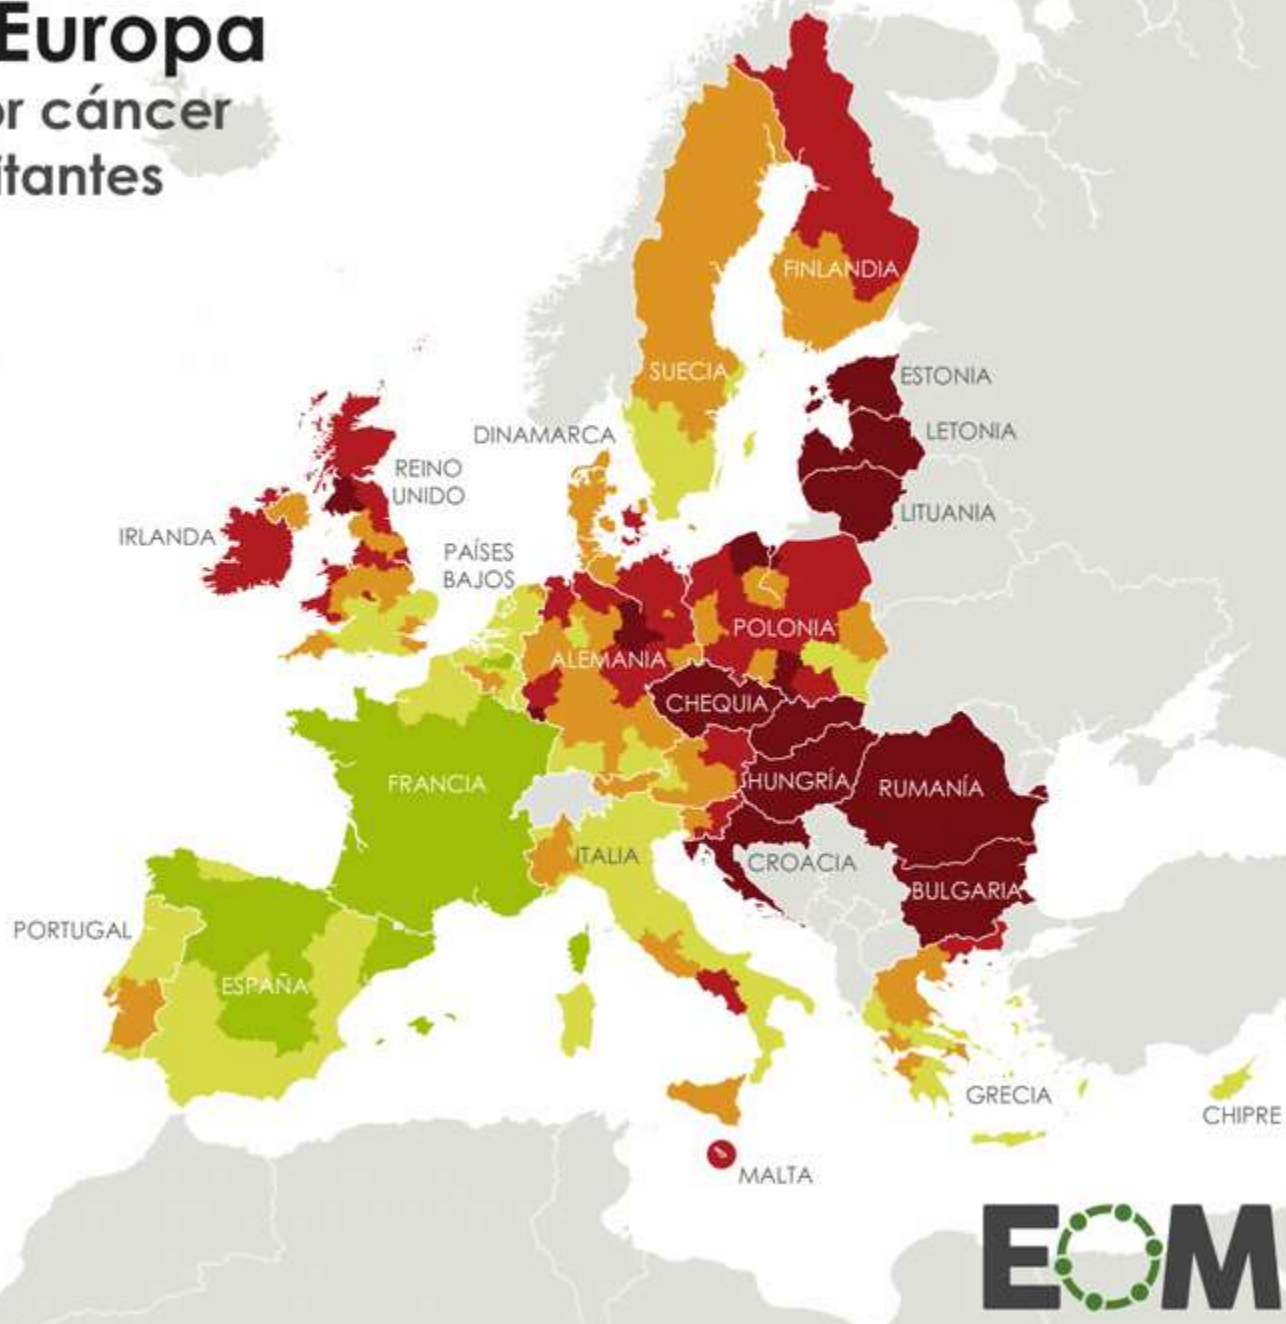 Europa
r cáncer
itantes
FINLANDIA
SUECIA
ESTONIA
LETONIA
DINAMARCA
REINO
UNIDO
LITUANIA
IRLANDA
PAÍSES
BAJOS
POLONIA
ALEMANIA
CHEQUIA
FRANCIA
HUNGRÍA
RUMANÍA
ITALIA
CROACIA
BULGARIA
PORTUGAL
ESPAÑA
GRECIA
CHIPRE
MALTA
EOM